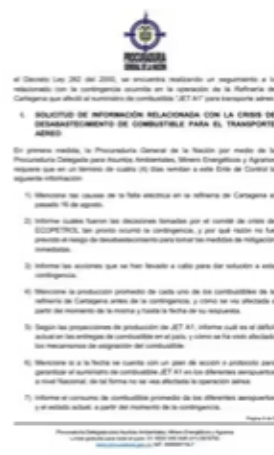 PROCURADURIA
GENERAL DE LA NACION
el Decreto Ley 262 del 2000, se encuentra realizando un seguimiento a lo
relacionado con la contingencia ocurrida en la operación de la Refinería de
Cartagena que afectó al suministro de combustible "JET A1" para transporte aéreo
I. SOLICITUD DE INFORMACIÓN RELACIONADA CON LA CRISIS DE
DESABASTECIMIENTO DE COMBUSTIBLE PARA EL TRANSPORTE
AÉREO
En primera medida, la Procuraduría General de la Nación por medio de la
Procuraduría Delegada para Asuntos Ambientales, Minero Energéticos y Agrarios
requiere que en un término de cuatro (4) días remitan a este Ente de Control la
siguiente información:
1) Mencione las causas de la falla eléctrica en la refinería de Cartagena el
pasado 16 de agosto.
2) Informe cuáles fueron las decisiones tomadas por el comité de crisis de
ECOPETROL tan pronto ocurrió la contingencia, y por qué razón no fue
previsto el riesgo de desabastecimiento para tomar las medidas de mitigación
inmediatas.
3) Informe las acciones que se han llevado a cabo para dar solución a esta
contingencia.
4) Mencione la producción promedio de cada uno de los combustibles de la
refinería de Cartagena antes de la contingencia, y cómo se vio afectada a
partir del momento de la misma y hasta la fecha de su respuesta.
5) Según las proyecciones de producción de JET A1, informe cuál es el déficit
actual en las entregas de combustible en el país, y cómo se ha visto afectado
los mecanismos de asignación del combustible.
6) Mencione si a la fecha se cuenta con un plan de acción o protocolo para
garantizar el suministro de combustible JET A1 en los diferentes aeropuertos
a nivel Nacional, de tal forma no se vea afectada la operación aérea.
7) Informe el consumo de combustible promedio de los diferentes aeropuertos
y el estado actual, a partir del momento de la contingencia.
Procuraduría Delegada para Asuntos Ambientales, Minero Energéticos y Agrarios